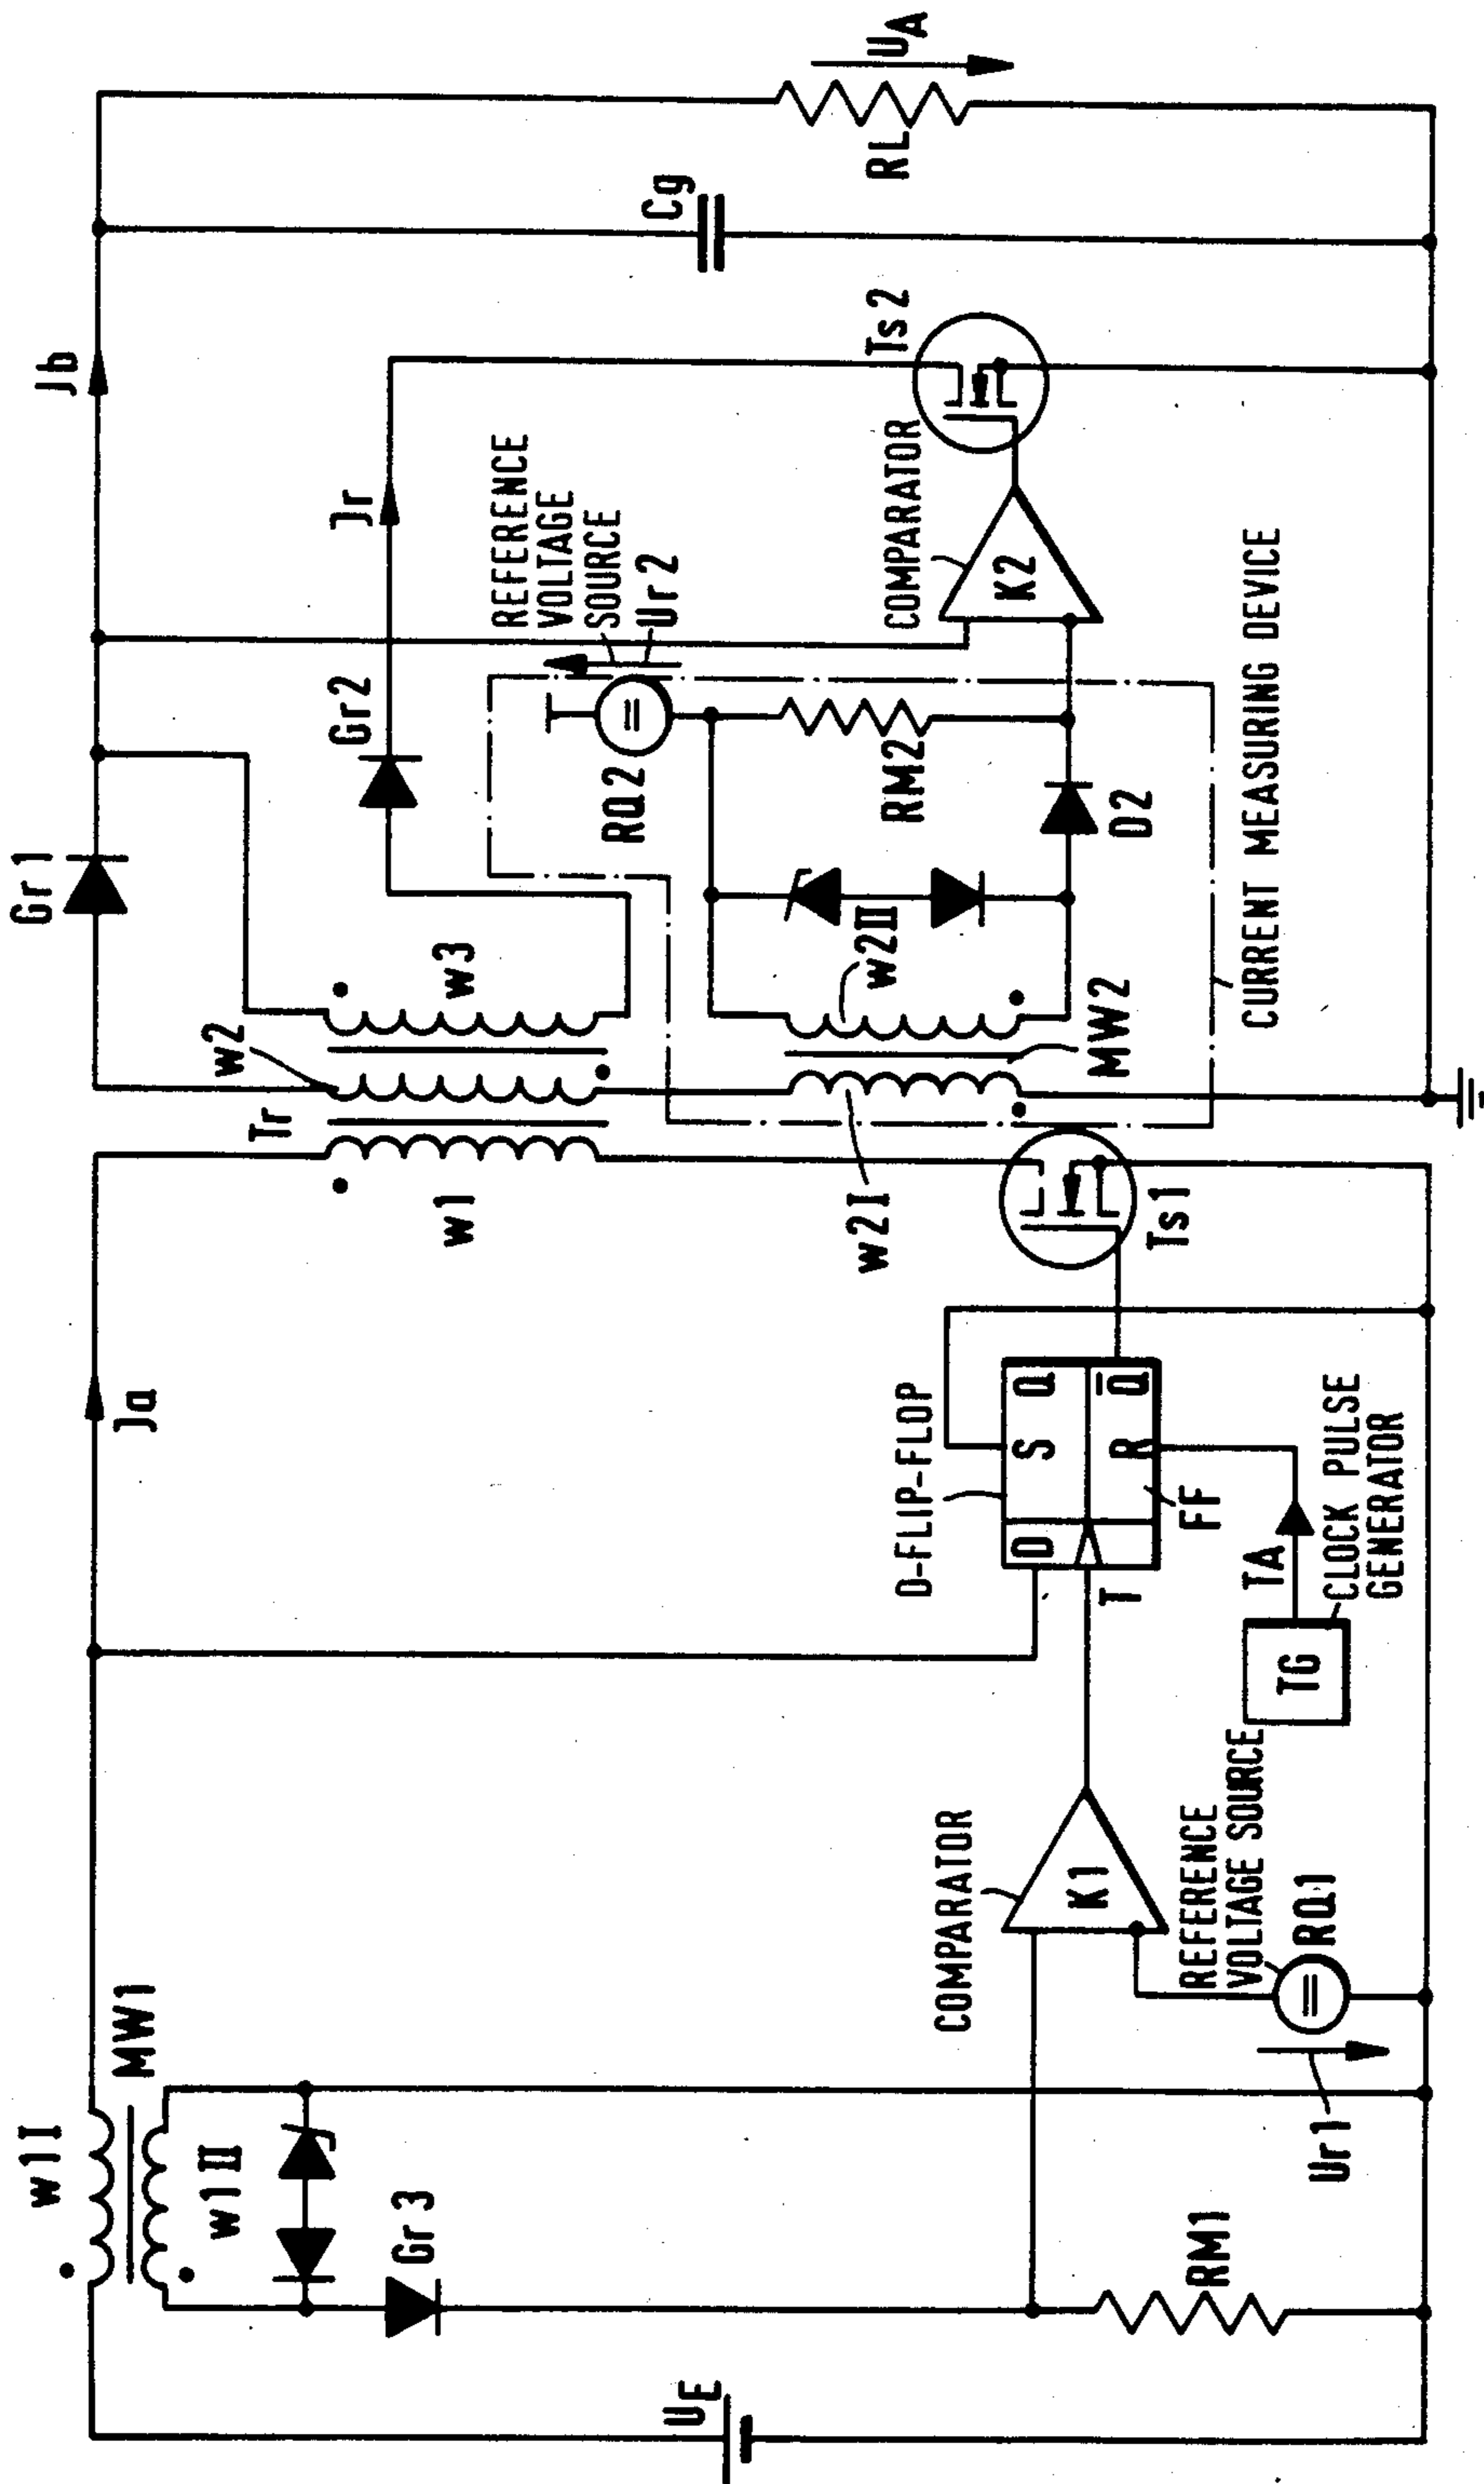 w1I
MW1
w1II
Gr3
UE
RM1
Ur1
RQ1
REFERENCE
VOLTAGE SOURCE
COMPARATOR
K1
TG
CLOCK PULSE
GENERATOR
TA
D-FLIP-FLOP
D
S
Q
T
R
Q̅
FF
Ja
Ts1
w1
Tr
w2
w3
w2I
w2II
MW2
Gr1
Gr2
Jr
Jb
RQ2
REFERENCE
VOLTAGE
SOURCE
Ur2
RM2
D2
CURRENT MEASURING DEVICE
COMPARATOR
K2
Ts2
Cg
RL
UA
=
=